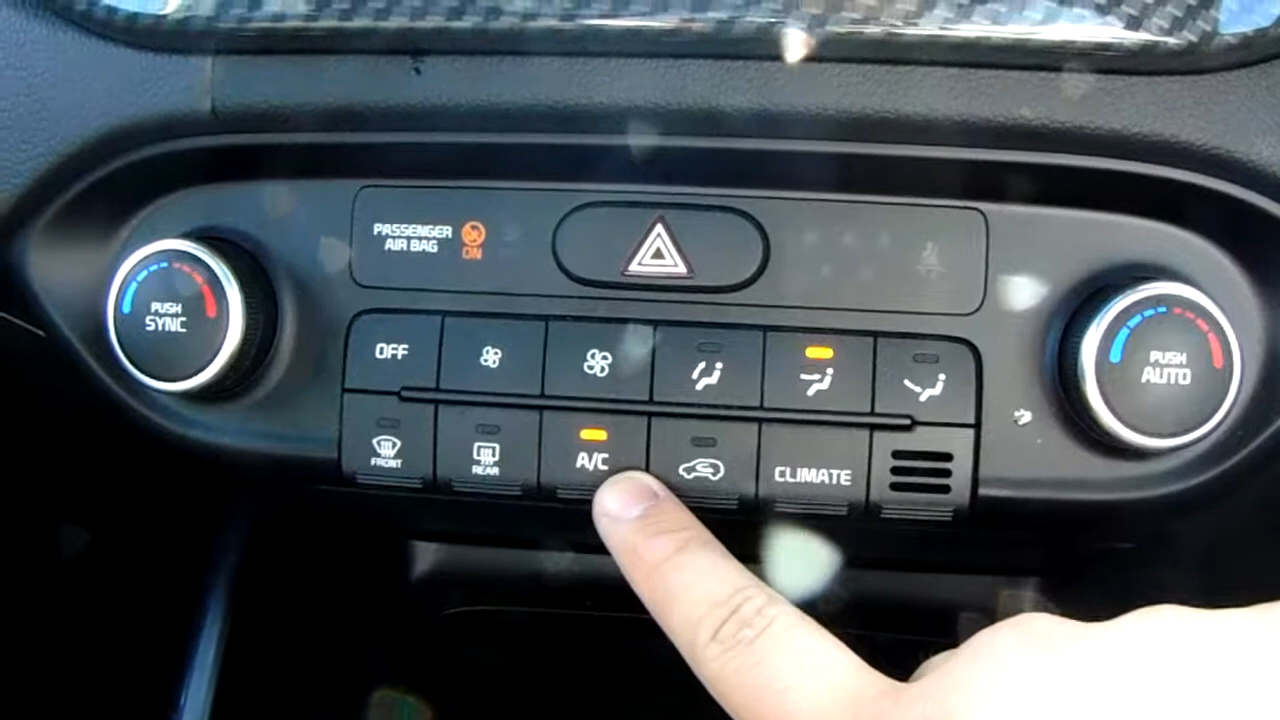 PASSENGER
AIR BAG
ON
PUSH
SYNC
PUSH
AUTO
OFF
FRONT
REAR
A/C
CLIMATE